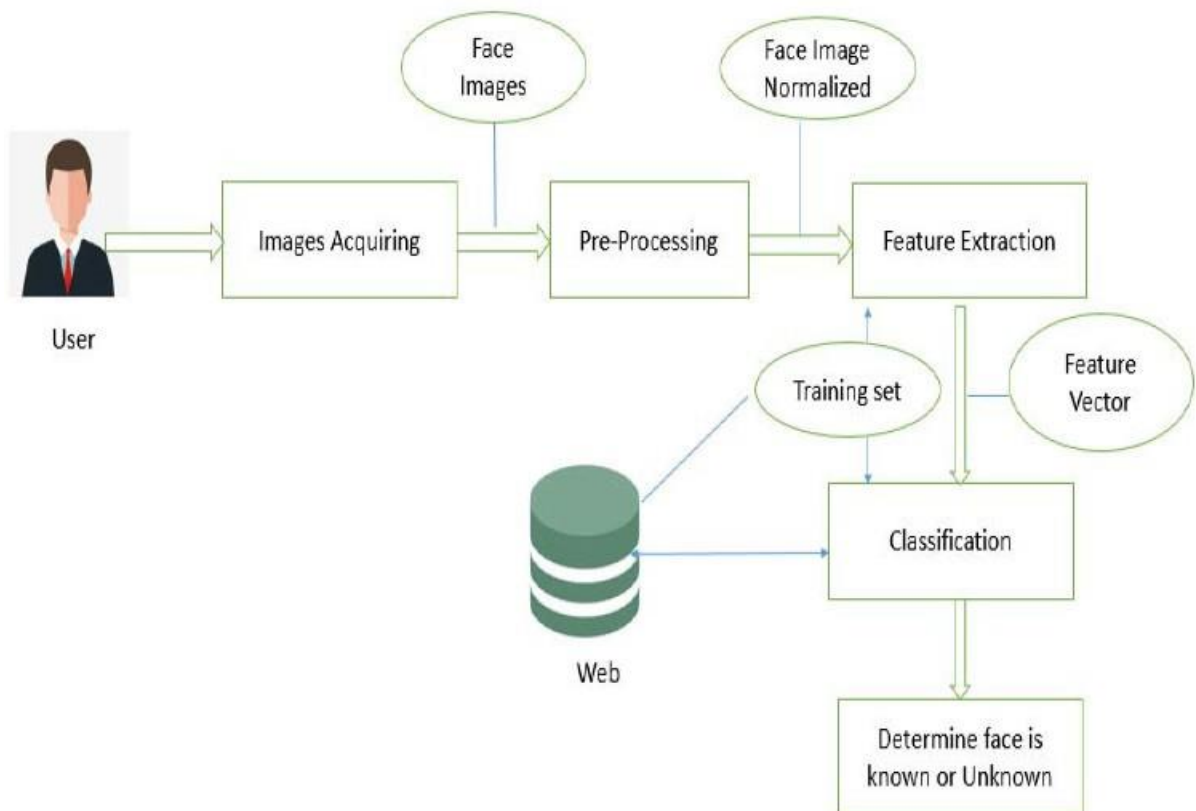 Face
Images
Face Image
Normalized
Images Acquiring
Pre-Processing
Feature Extraction
User
Training set
Feature
Vector
Classification
Web
Determine face is
known or Unknown